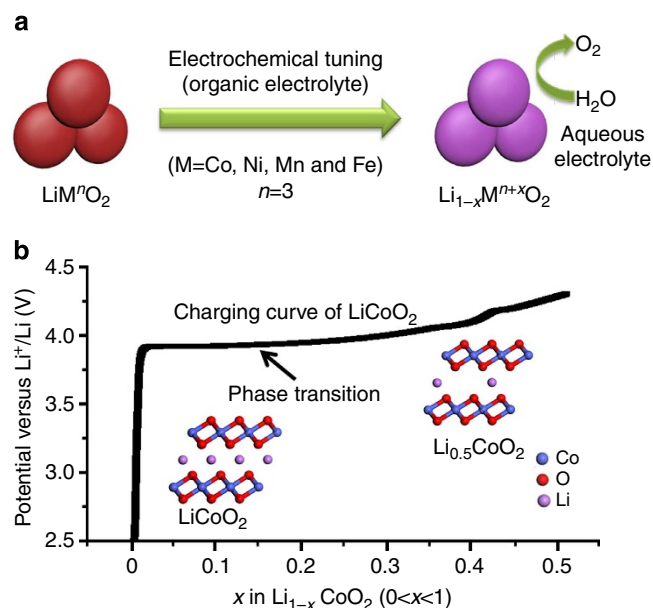 a
Electrochemical tuning
(organic electrolyte)
(M=Co, Ni, Mn and Fe)
n=3
LiMⁿO₂
O₂
H₂O
Aqueous
electrolyte
Li₁₋ₓMⁿ⁺ˣO₂
b
Potential versus Li⁺/Li (V)
4.5
4.0
3.5
3.0
2.5
Charging curve of LiCoO₂
Phase transition
LiCoO₂
Li₀.₅CoO₂
Co
O
Li
0
0.1
0.2
0.3
0.4
0.5
x in Li₁₋ₓ CoO₂ (0<x<1)